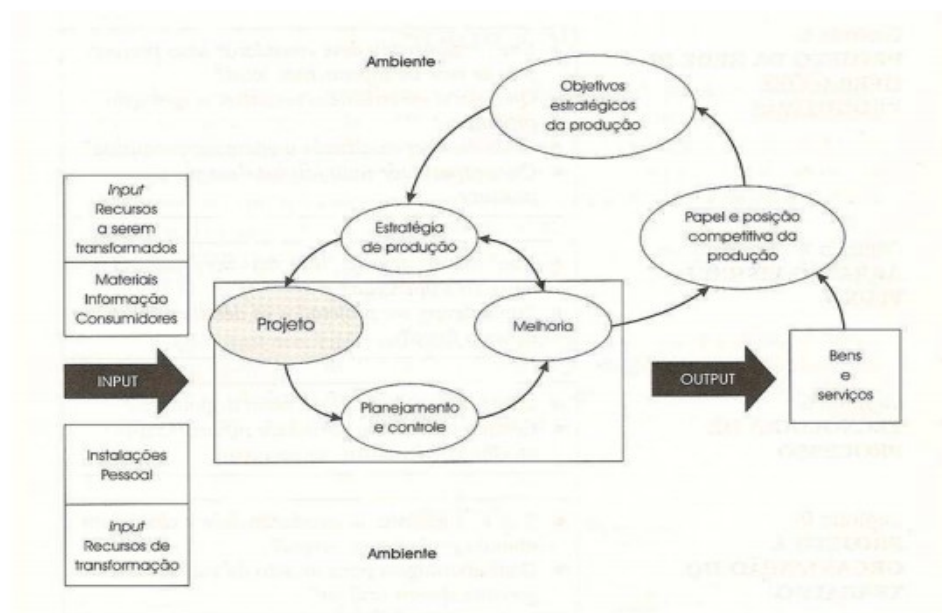 Ambiente
Objetivos
estratégicos
da produção
Input
Recursos
a serem
transformados
Materiais
Informação
Consumidores
Estratégia
de produção
Papel e posição
competitiva da
produção
Projeto
Melhoria
INPUT
OUTPUT
Bens
e
serviços
Planejamento
e controle
Instalações
Pessoal
Input
Recursos de
transformação
Ambiente